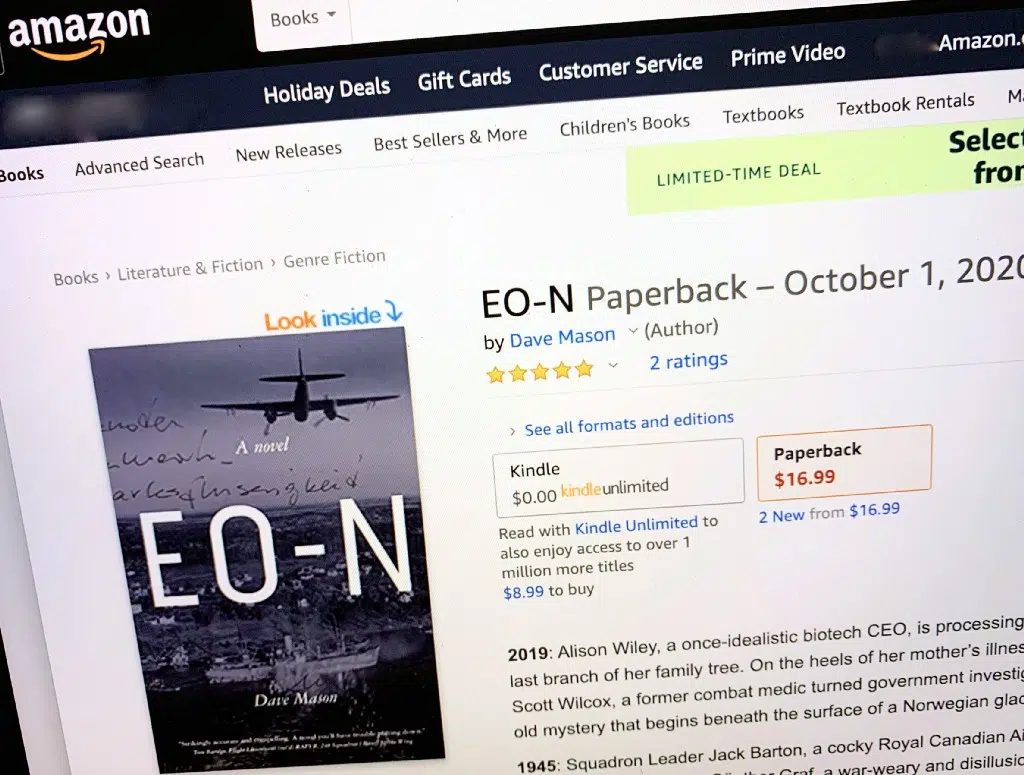 amazon
Books
Holiday Deals Gift Cards Customer Service Prime Video Amazon.
Books Advanced Search New Releases Best Sellers & More Children's Books Textbooks Textbook Rentals
LIMITED-TIME DEAL
Select
from
Books › Literature & Fiction › Genre Fiction
Look inside
A novel
EO-N
Dave Mason
EO-N Paperback – October 1, 2020
by Dave Mason (Author)
2 ratings
› See all formats and editions
Kindle
$0.00 kindleunlimited
Read with Kindle Unlimited to
also enjoy access to over 1
million more titles
$8.99 to buy
Paperback
$16.99
2 New from $16.99
2019: Alison Wiley, a once-idealistic biotech CEO, is processing
last branch of her family tree. On the heels of her mother's illnes
Scott Wilcox, a former combat medic turned government investig
old mystery that begins beneath the surface of a Norwegian glac
1945: Squadron Leader Jack Barton, a cocky Royal Canadian Ai
Graf, a war-weary and disillusio